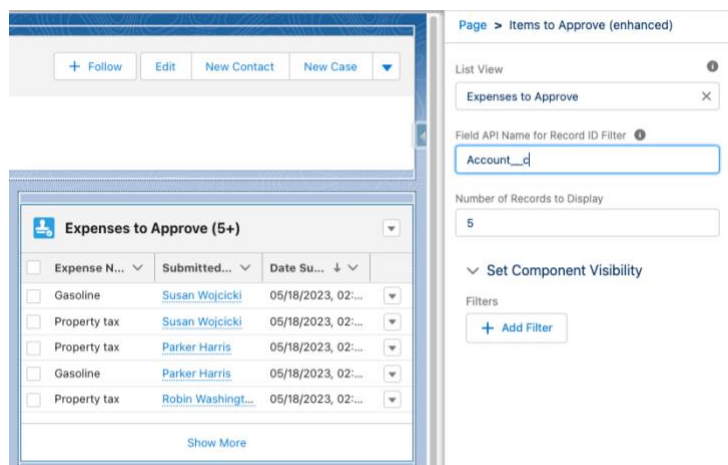 + Follow
Edit
New Contact
New Case
Expenses to Approve (5+)
Expense N...
Submitted...
Date Su...
Gasoline Susan Wojcicki 05/18/2023, 02:...
Property tax Susan Wojcicki 05/18/2023, 02:...
Property tax Parker Harris 05/18/2023, 02:...
Gasoline Parker Harris 05/18/2023, 02:...
Property tax Robin Washingt... 05/18/2023, 02:...
Show More
Page > Items to Approve (enhanced)
List View
Expenses to Approve
Field API Name for Record ID Filter
Account__c
Number of Records to Display
5
Set Component Visibility
Filters
+ Add Filter